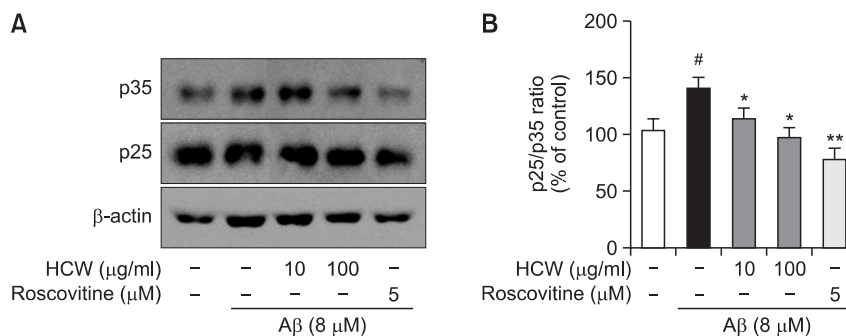 A
p35
p25
β-actin
HCW (μg/ml) – – 10 100 –
Roscovitine (μM) – – – – 5
Aβ (8 μM)
B
p25/p35 ratio
(% of control)
200
150
100
50
0
#
*
*
**
HCW (μg/ml) – – 10 100 –
Roscovitine (μM) – – – – 5
Aβ (8 μM)